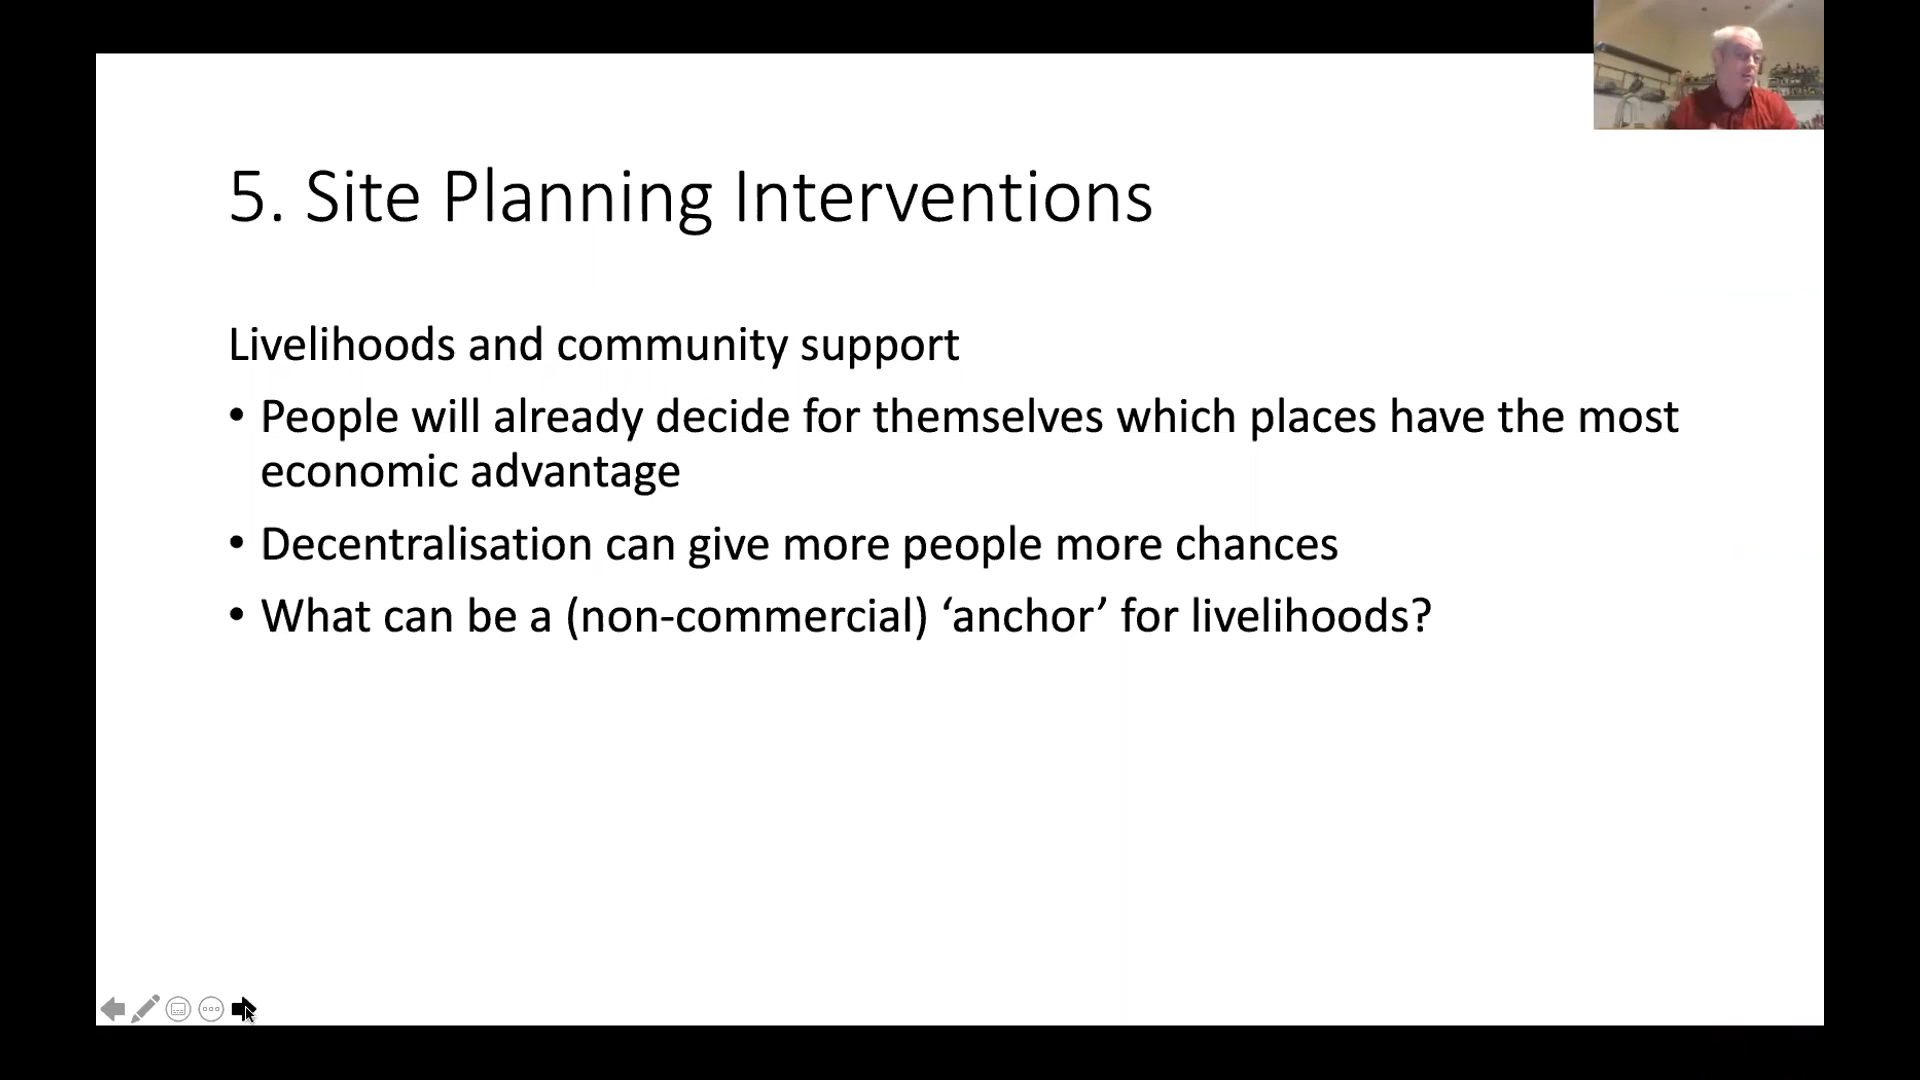 5. Site Planning Interventions
Livelihoods and community support
• People will already decide for themselves which places have the most
economic advantage
• Decentralisation can give more people more chances
• What can be a (non-commercial) ‘anchor’ for livelihoods?